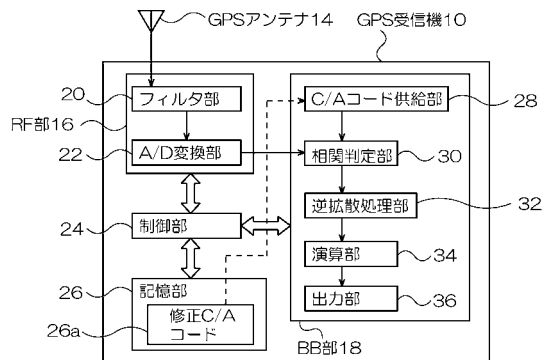 GPSアンテナ14
GPS受信機10
20
フィルタ部
RF部16
22
A/D変換部
C/Aコード供給部
28
相関判定部
30
逆拡散処理部
32
24
制御部
演算部
34
26
記憶部
出力部
36
26a
修正C/A
コード
BB部18